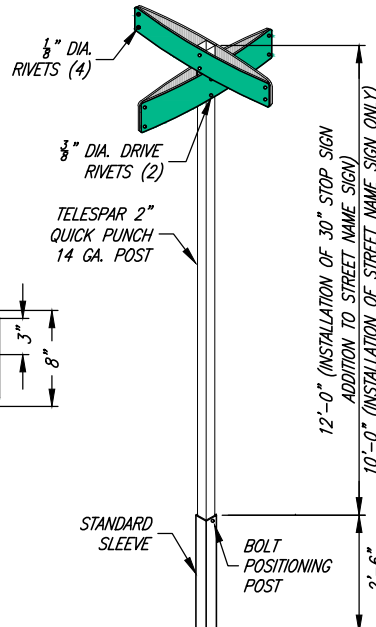 ⅛" DIA.
RIVETS (4)
⅜" DIA. DRIVE
RIVETS (2)
TELESPAR 2"
QUICK PUNCH
14 GA. POST
12'-0" (INSTALLATION OF 30" STOP SIGN
ADDITION TO STREET NAME SIGN)
10'-0" (INSTALLATION OF STREET NAME SIGN ONLY)
3"
8"
STANDARD
SLEEVE
BOLT
POSITIONING
POST
2'-6"